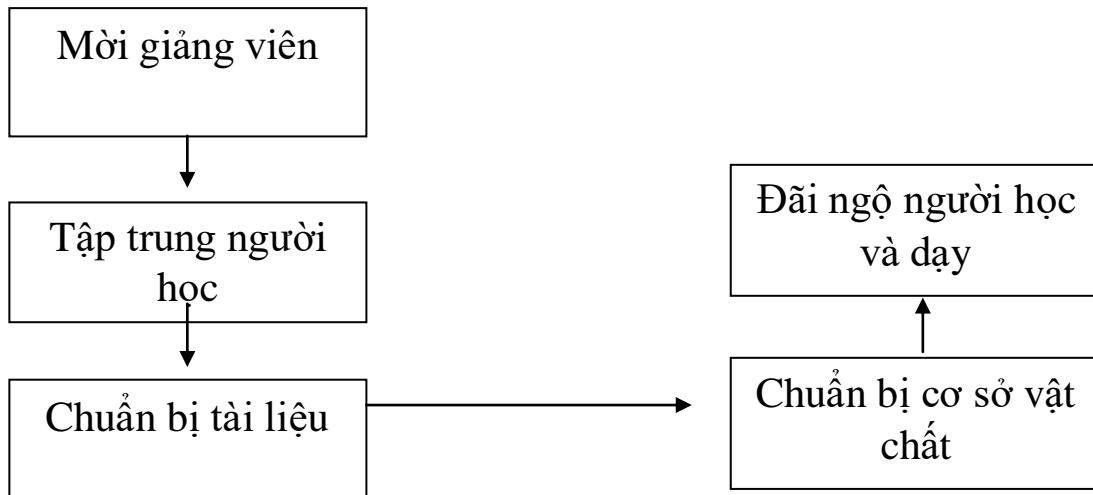 Mời giảng viên
Tập trung người
học
Chuẩn bị tài liệu
Chuẩn bị cơ sở vật
chất
Đãi ngộ người học
và dạy